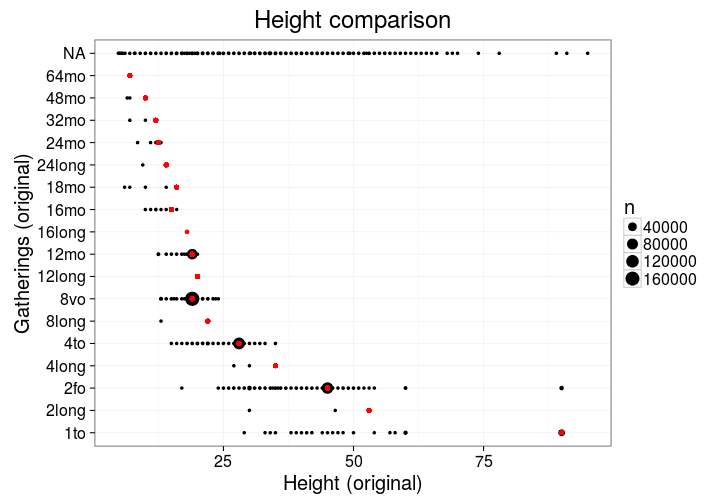 Height comparison
Gatherings (original)
NA
64mo
48mo
32mo
24mo
24long
18mo
16mo
16long
12mo
12long
8vo
8long
4to
4long
2fo
2long
1to
25 50 75
Height (original)
n
40000
80000
120000
160000